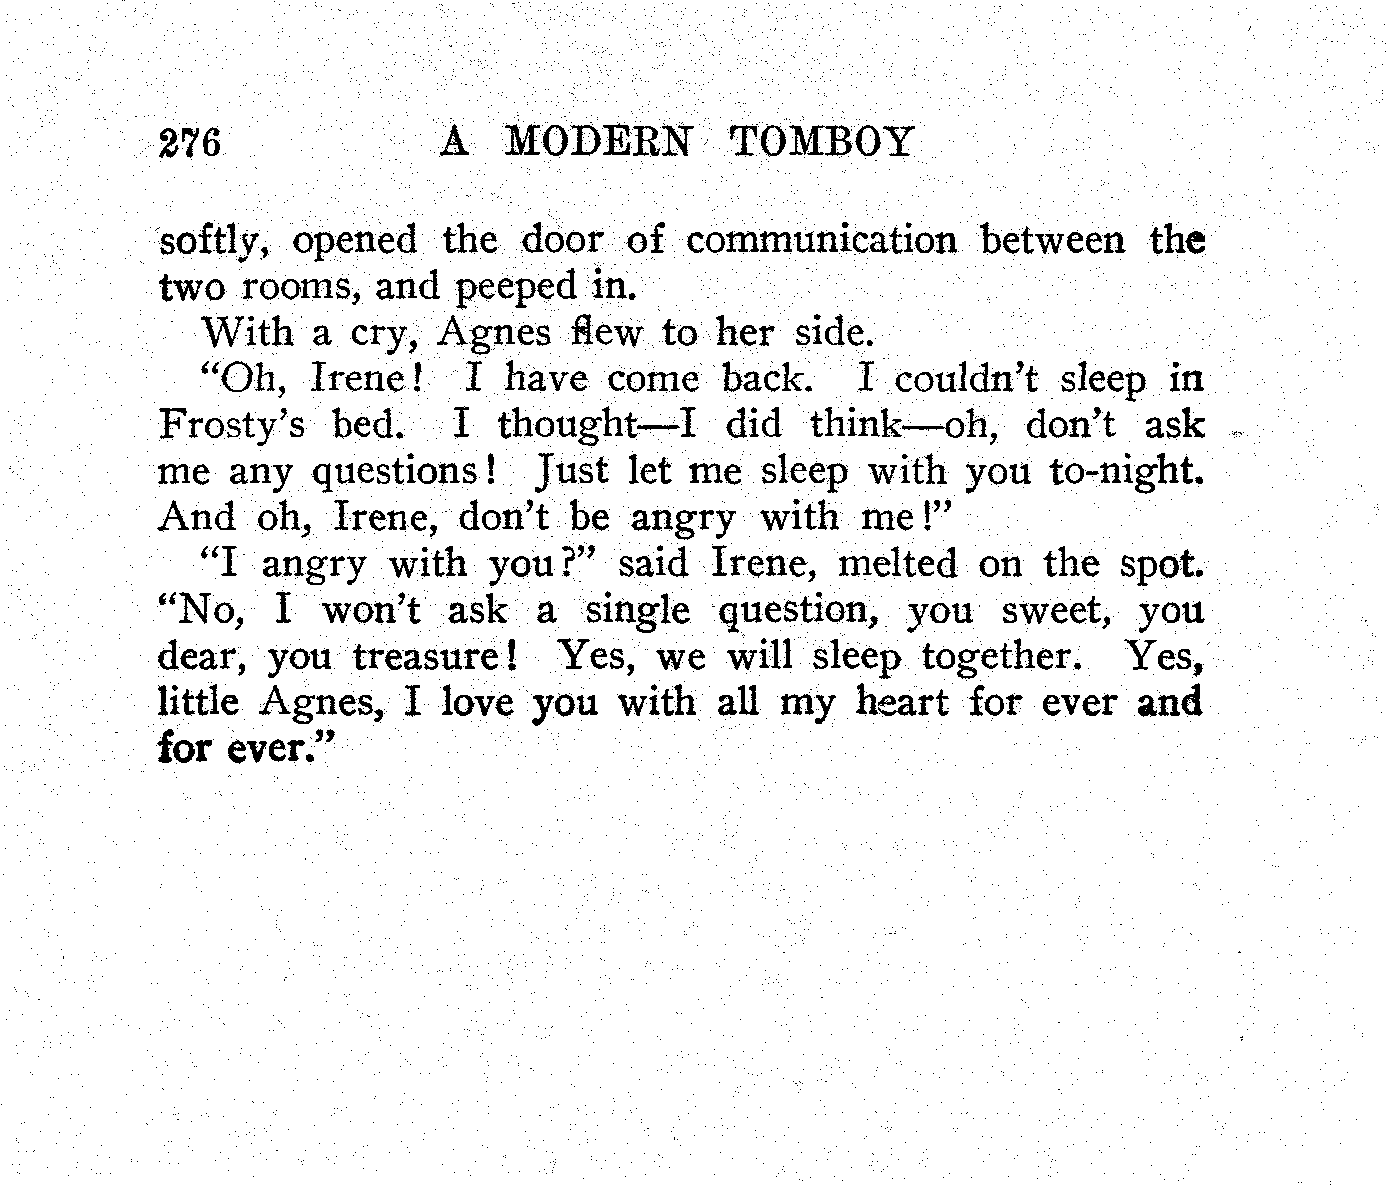 276 A MODERN TOMBOY
softly, opened the door of communication between the
two rooms, and peeped in.
With a cry, Agnes flew to her side.
“Oh, Irene! I have come back. I couldn’t sleep in
Frosty’s bed. I thought—I did think—oh, don’t ask
me any questions! Just let me sleep with you to-night.
And oh, Irene, don’t be angry with me!”
“I angry with you?” said Irene, melted on the spot.
“No, I won’t ask a single question, you sweet, you
dear, you treasure! Yes, we will sleep together. Yes,
little Agnes, I love you with all my heart for ever and
for ever.”